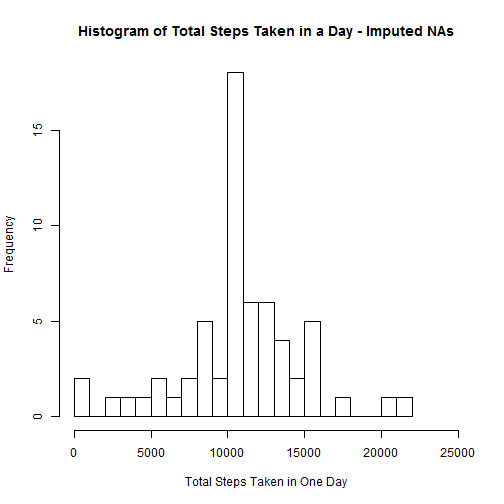 Histogram of Total Steps Taken in a Day - Imputed NAs
Frequency
15
10
5
0
0 5000 10000 15000 20000 25000
Total Steps Taken in One Day